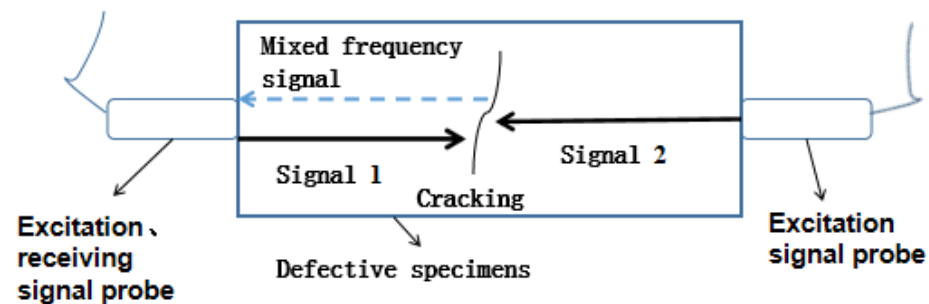 Mixed frequency
signal
Signal 1
Signal 2
Cracking
Excitation、
receiving
signal probe
Excitation
signal probe
Defective specimens